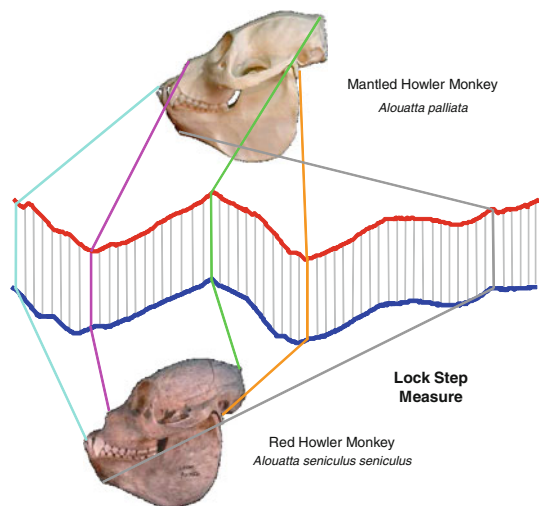 Mantled Howler Monkey
Alouatta palliata
Lock Step
Measure
Red Howler Monkey
Alouatta seniculus seniculus